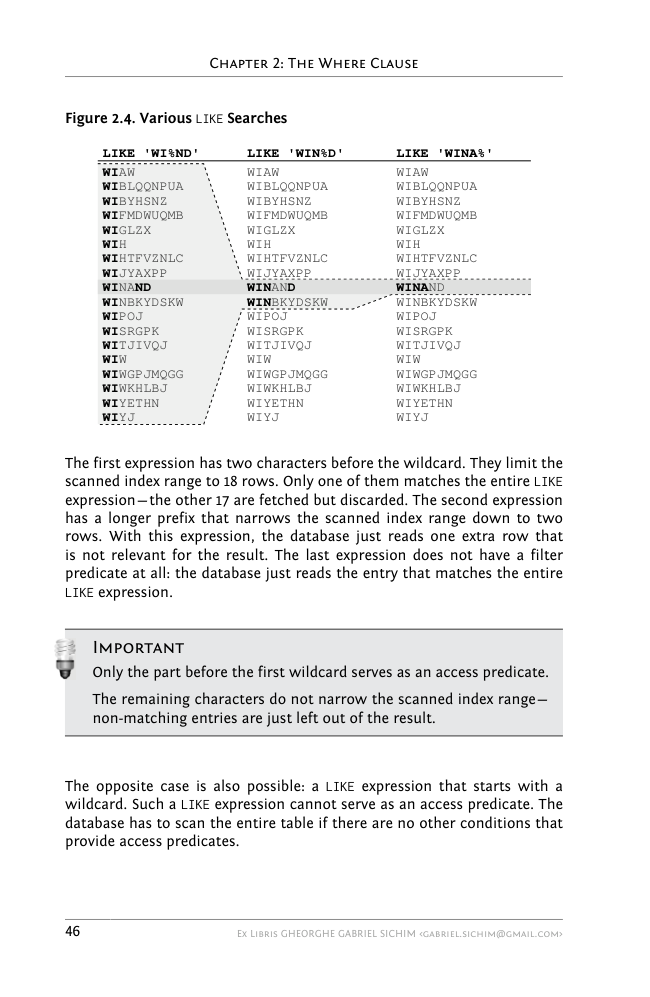 CHAPTER 2: THE WHERE CLAUSE
Figure 2.4. Various LIKE Searches
LIKE 'WI%ND' LIKE 'WIN%D' LIKE 'WINA%'
WIAW WIAW WIAW
WIBLQQNPUA WIBLQQNPUA WIBLQQNPUA
WIBYHSNZ WIBYHSNZ WIBYHSNZ
WIFMDWUQMB WIFMDWUQMB WIFMDWUQMB
WIGLZX WIGLZX WIGLZX
WIH WIH WIH
WIHTFVZNLC WIHTFVZNLC WIHTFVZNLC
WIJYAXPP WIJYAXPP WIJYAXPP
WINAND WINAND WINAND
WINBKYDSKW WINBKYDSKW WINBKYDSKW
WIPOJ WIPOJ WIPOJ
WISRGPK WISRGPK WISRGPK
WITJIVQJ WITJIVQJ WITJIVQJ
WIW WIW WIW
WIWGPJMQGG WIWGPJMQGG WIWGPJMQGG
WIWKHLBJ WIWKHLBJ WIWKHLBJ
WIYETHN WIYETHN WIYETHN
WIYJ WIYJ WIYJ
The first expression has two characters before the wildcard. They limit the
scanned index range to 18 rows. Only one of them matches the entire LIKE
expression—the other 17 are fetched but discarded. The second expression
has a longer prefix that narrows the scanned index range down to two
rows. With this expression, the database just reads one extra row that
is not relevant for the result. The last expression does not have a filter
predicate at all: the database just reads the entry that matches the entire
LIKE expression.
IMPORTANT
Only the part before the first wildcard serves as an access predicate.
The remaining characters do not narrow the scanned index range—
non-matching entries are just left out of the result.
The opposite case is also possible: a LIKE expression that starts with a
wildcard. Such a LIKE expression cannot serve as an access predicate. The
database has to scan the entire table if there are no other conditions that
provide access predicates.
46 EX LIBRIS GHEORGHE GABRIEL SICHIM <GABRIEL.SICHIM@GMAIL.COM>